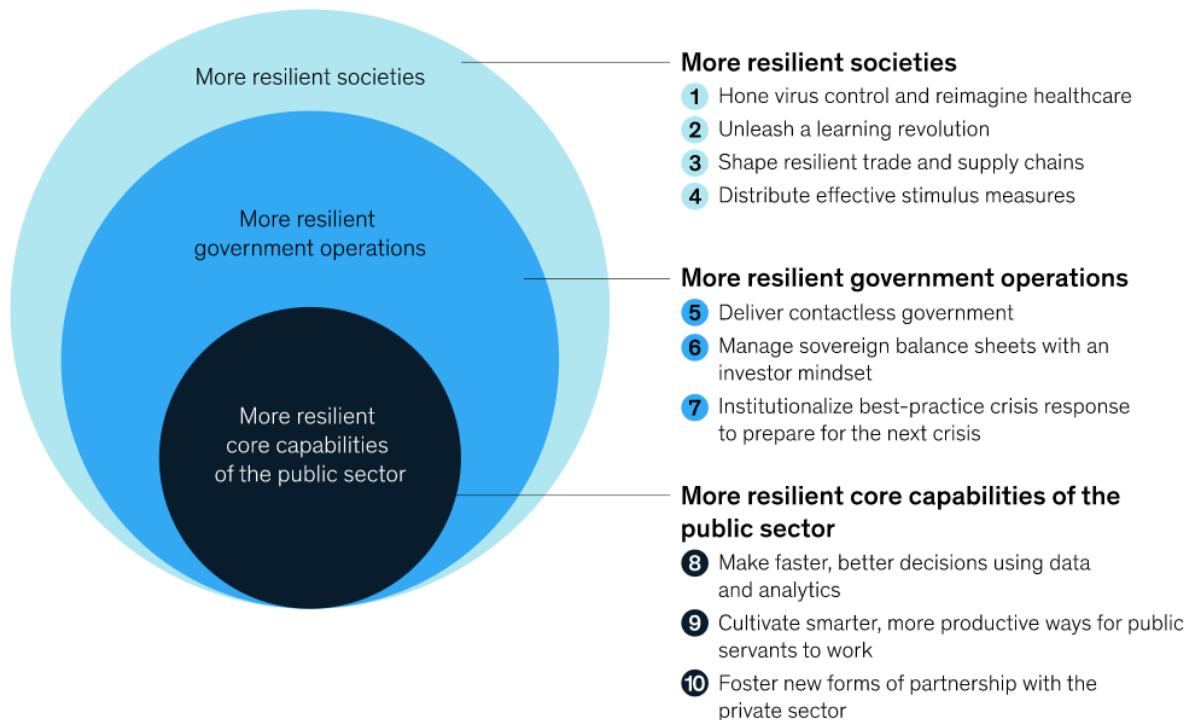 More resilient societies
More resilient
government operations
More resilient
core capabilities
of the public sector
More resilient societies
1 Hone virus control and reimagine healthcare
2 Unleash a learning revolution
3 Shape resilient trade and supply chains
4 Distribute effective stimulus measures
More resilient government operations
5 Deliver contactless government
6 Manage sovereign balance sheets with an
investor mindset
7 Institutionalize best-practice crisis response
to prepare for the next crisis
More resilient core capabilities of the
public sector
8 Make faster, better decisions using data
and analytics
9 Cultivate smarter, more productive ways for public
servants to work
10 Foster new forms of partnership with the
private sector